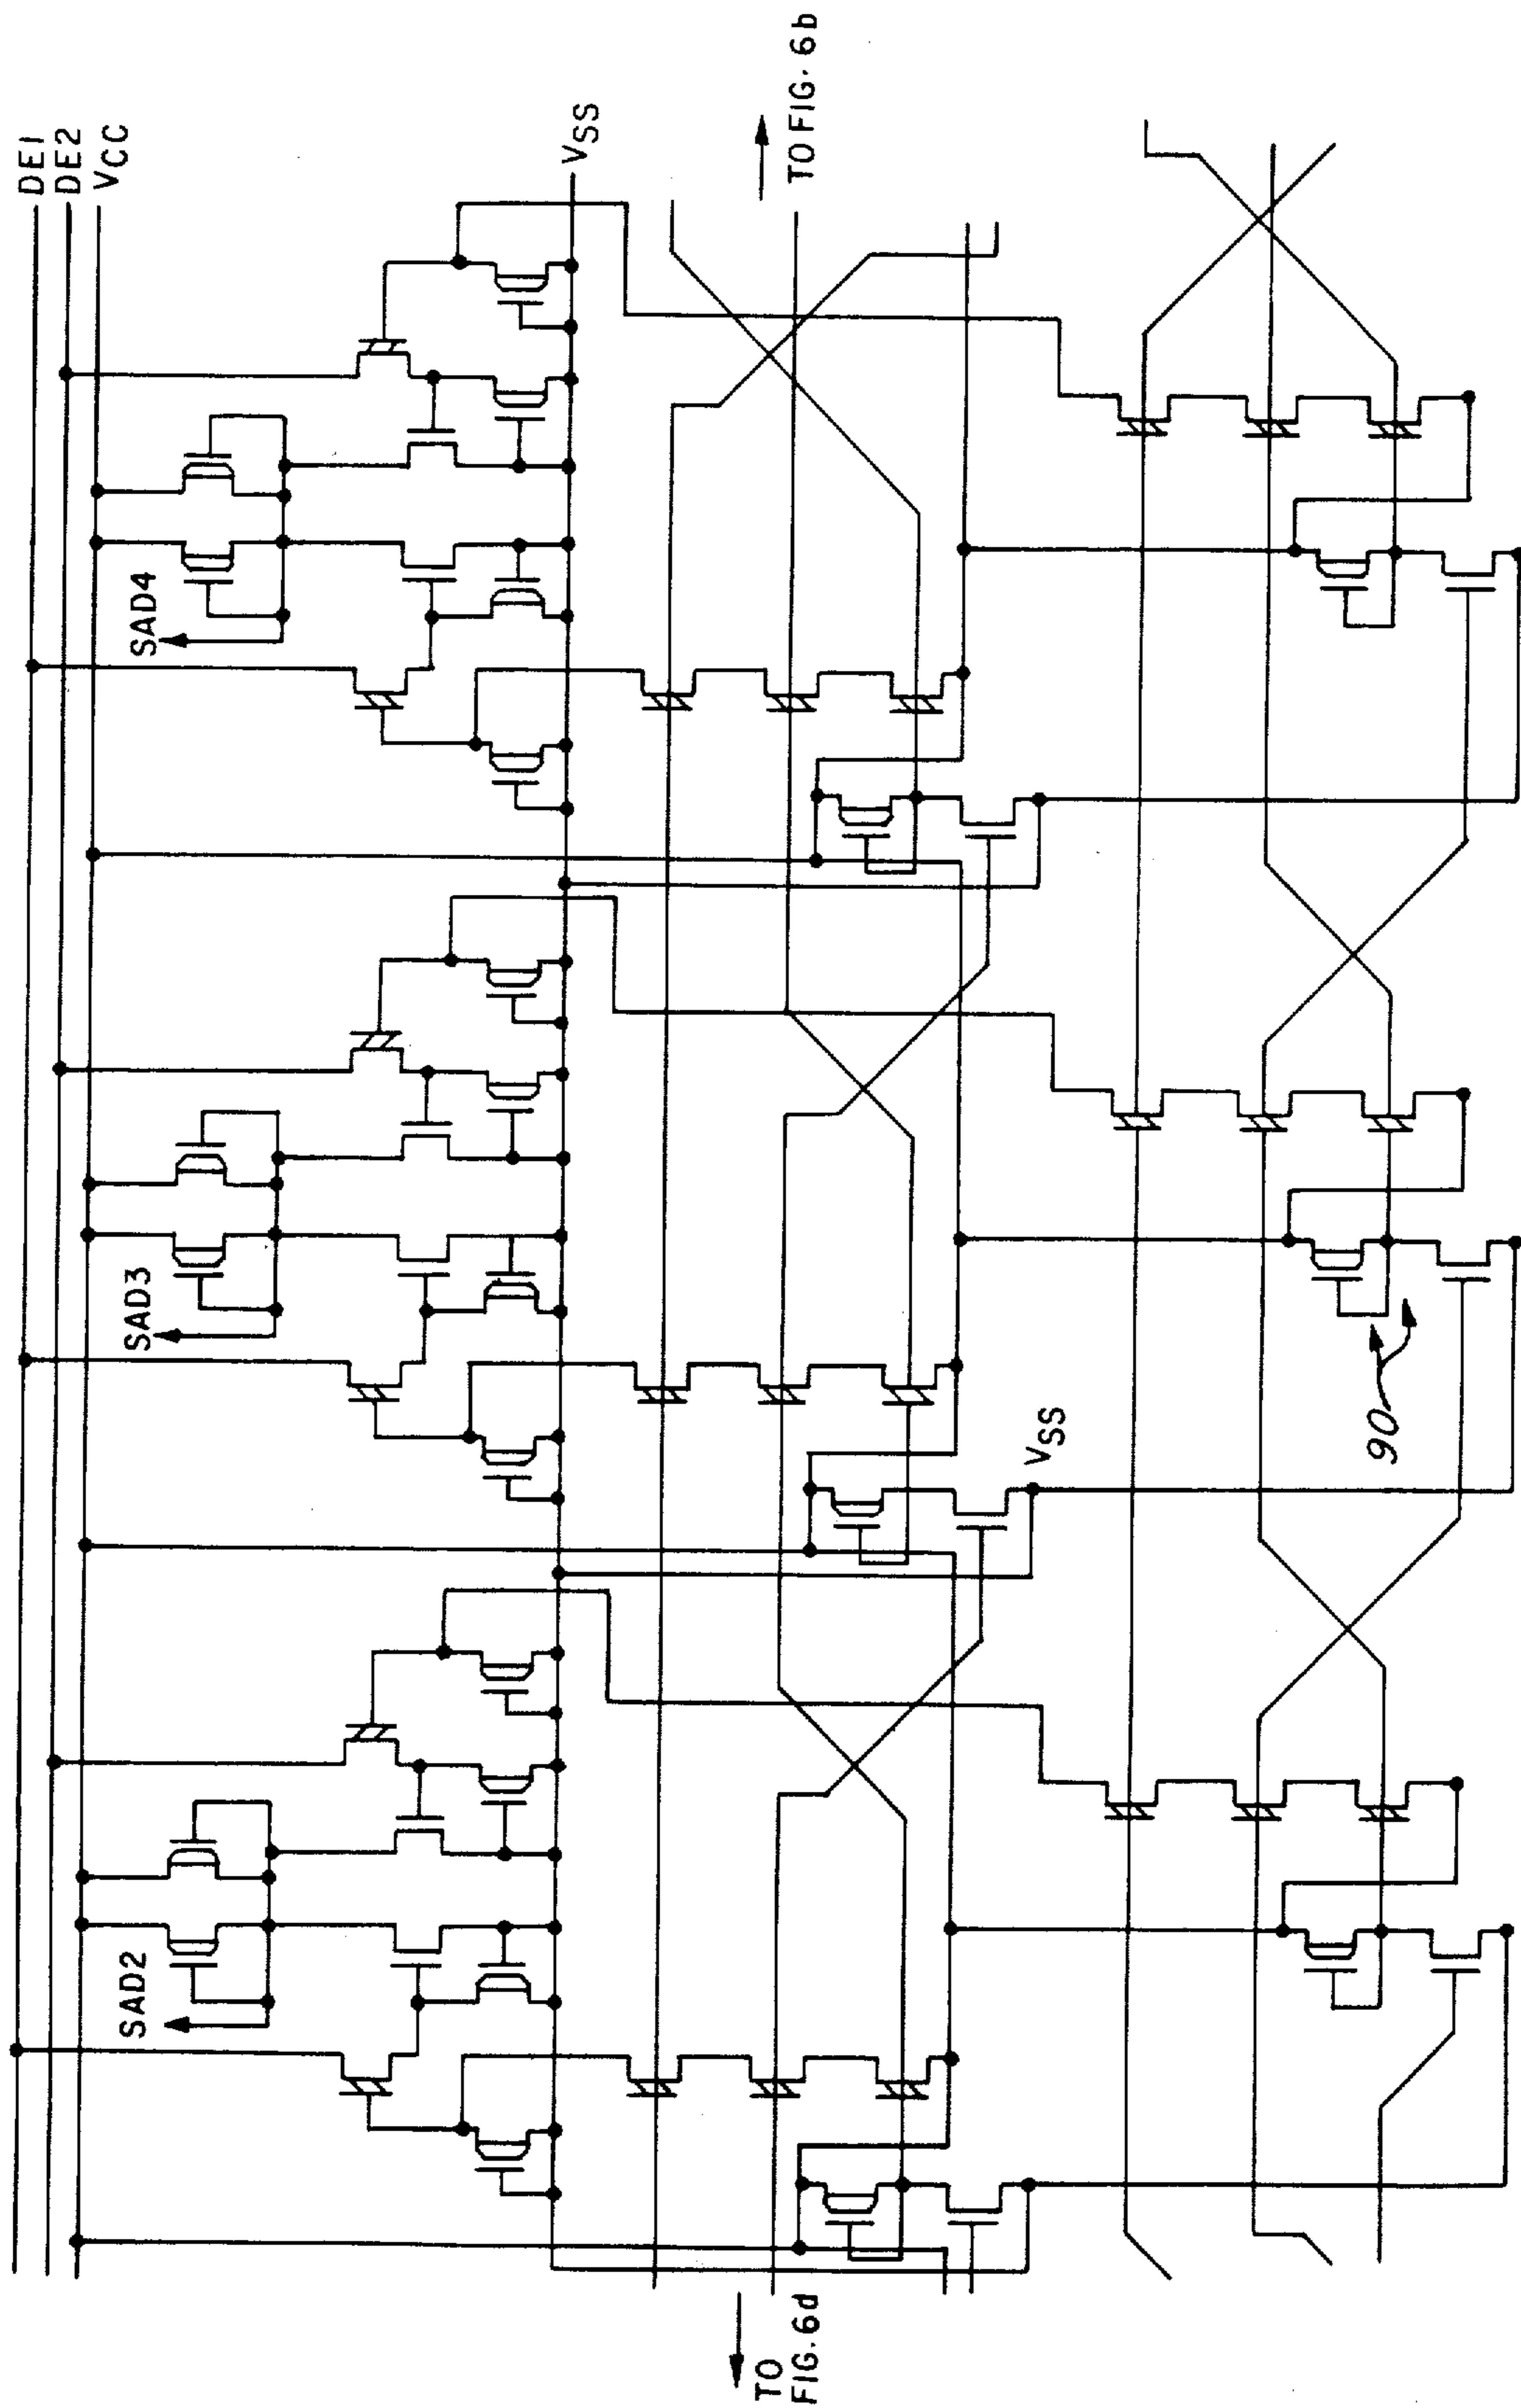 DE1
DE2
VCC
SAD4
VSS
TO FIG. 6b
SAD3
VSS
90
SAD2
TO
FIG. 6d